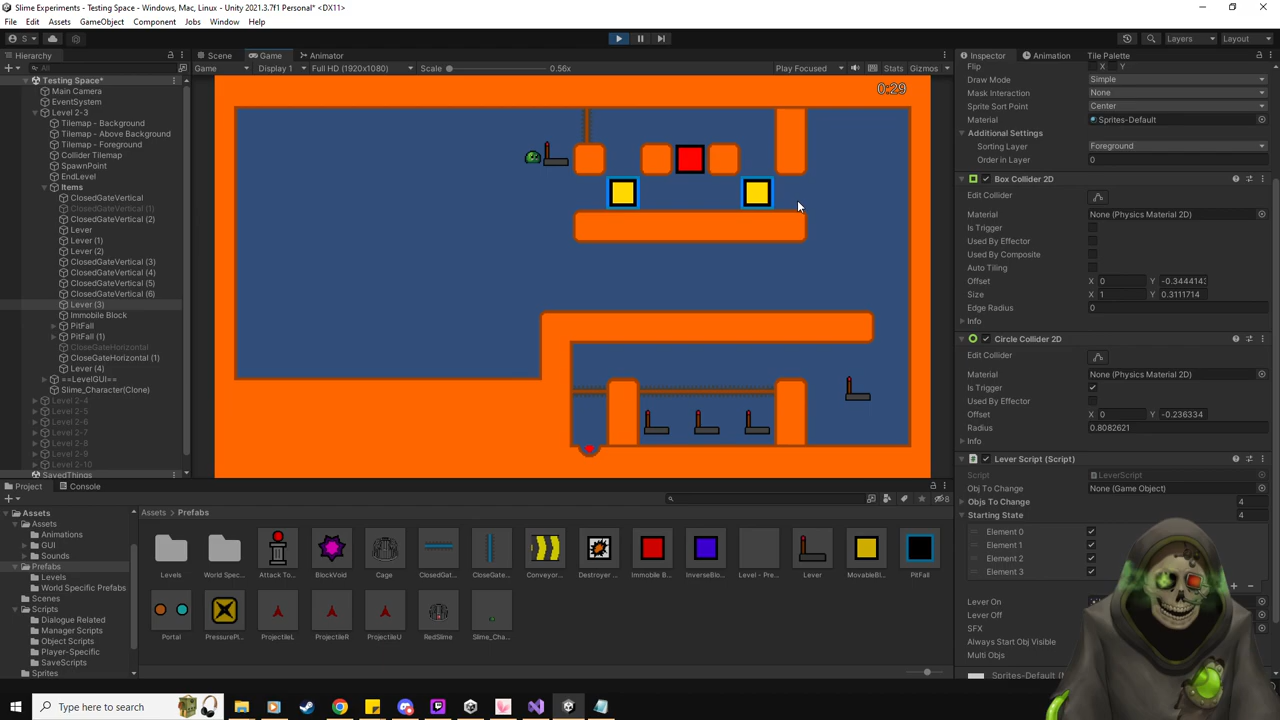 Slime Experiments - Testing Space - Windows, Mac, Linux - Unity 2021.3.7f1 Personal* <DX11>
File Edit Assets GameObject Component Jobs Window Help
S Layers Layout
Hierarchy Scene Game Animator Inspector Animation Tile Palette
All Game Display 1 Full HD (1920x1080) Scale 0.56x Play Focused Stats Gizmos
Flip X Y
Testing Space* Draw Mode Simple
Main Camera 0:29 Mask Interaction None
EventSystem Sprite Sort Point Center
Level 2-3 Material Sprites-Default
Tilemap - Background
Tilemap - Above Background Additional Settings
Tilemap - Foreground Sorting Layer Foreground
Collider Tilemap Order in Layer 0
SpawnPoint
EndLevel Box Collider 2D
Items Edit Collider
ClosedGateVertical
ClosedGateVertical (1) Material None (Physics Material 2D)
ClosedGateVertical (2) Is Trigger
Lever Used By Effector
Lever (1) Used By Composite
Lever (2) Auto Tiling
ClosedGateVertical (3) Offset X 0 Y -0.344414
ClosedGateVertical (4)
ClosedGateVertical (5) Size X 1 Y 0.3111714
ClosedGateVertical (6) Edge Radius 0
Lever (3) Info
Immobile Block
PitFall Circle Collider 2D
PitFall (1)
CloseGateHorizontal Edit Collider
CloseGateHorizontal (1) Material None (Physics Material 2D)
Lever (4) Is Trigger
==LevelGUI== Used By Effector
Slime_Character(Clone) Offset X 0 Y -0.236334
Level 2-4 Radius 0.8082621
Level 2-5 Info
Level 2-6
Level 2-7 Lever Script (Script)
Level 2-8 Script LeverScript
Level 2-9 Obj To Change None (Game Object)
Level 2-10 Objs To Change 4
SavedThings Starting State 4
Project Console
8
Assets Assets > Prefabs Element 0
Assets Element 1
Animations Element 2
GUI Element 3
Sounds
Prefabs Levels World Spec... Attack To... BlockVoid Cage ClosedGat... CloseGate... Conveyor... Destroyer ... Immobile B... InverseBlo... Level - Pre... Lever MovableBl... PitFall
Levels Lever On
World Specific Prefabs Lever Off
Scenes SFX
Scripts Always Start Obj Visible
Dialogue Related Multi Objs
Manager Scripts
Object Scripts Portal PressurePl... ProjectileL ProjectileR ProjectileU RedSlime Slime_Cha...
Player-Specific
SaveScripts
Sprites Sprites-Default
Type here to search